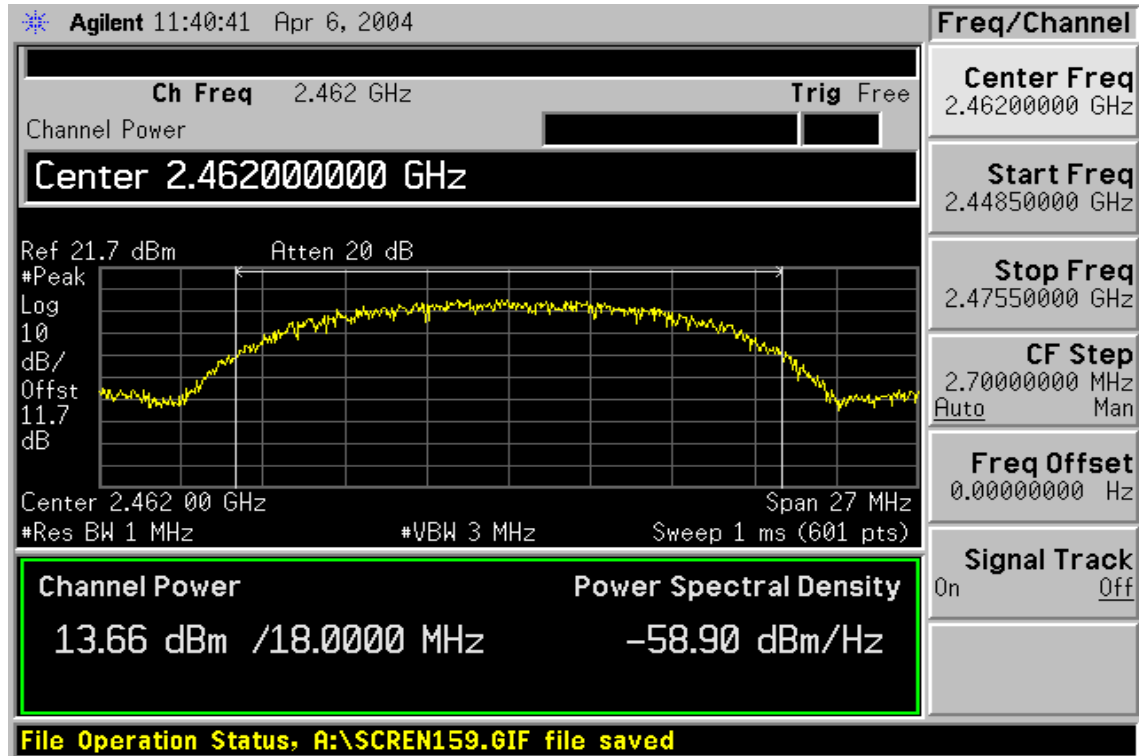 Agilent 11:40:41 Apr 6, 2004
Freq/Channel
Ch Freq 2.462 GHz
Trig Free
Channel Power
Center 2.462000000 GHz
Ref 21.7 dBm Atten 20 dB
#Peak
Log
10
dB/
Offst
11.7
dB
Center 2.462 00 GHz Span 27 MHz
#Res BW 1 MHz #VBW 3 MHz Sweep 1 ms (601 pts)
Channel Power Power Spectral Density
13.66 dBm /18.0000 MHz -58.90 dBm/Hz
File Operation Status, A:\SCREN159.GIF file saved
Center Freq
2.46200000 GHz
Start Freq
2.44850000 GHz
Stop Freq
2.47550000 GHz
CF Step
2.70000000 MHz
Auto Man
Freq Offset
0.00000000 Hz
Signal Track
On Off